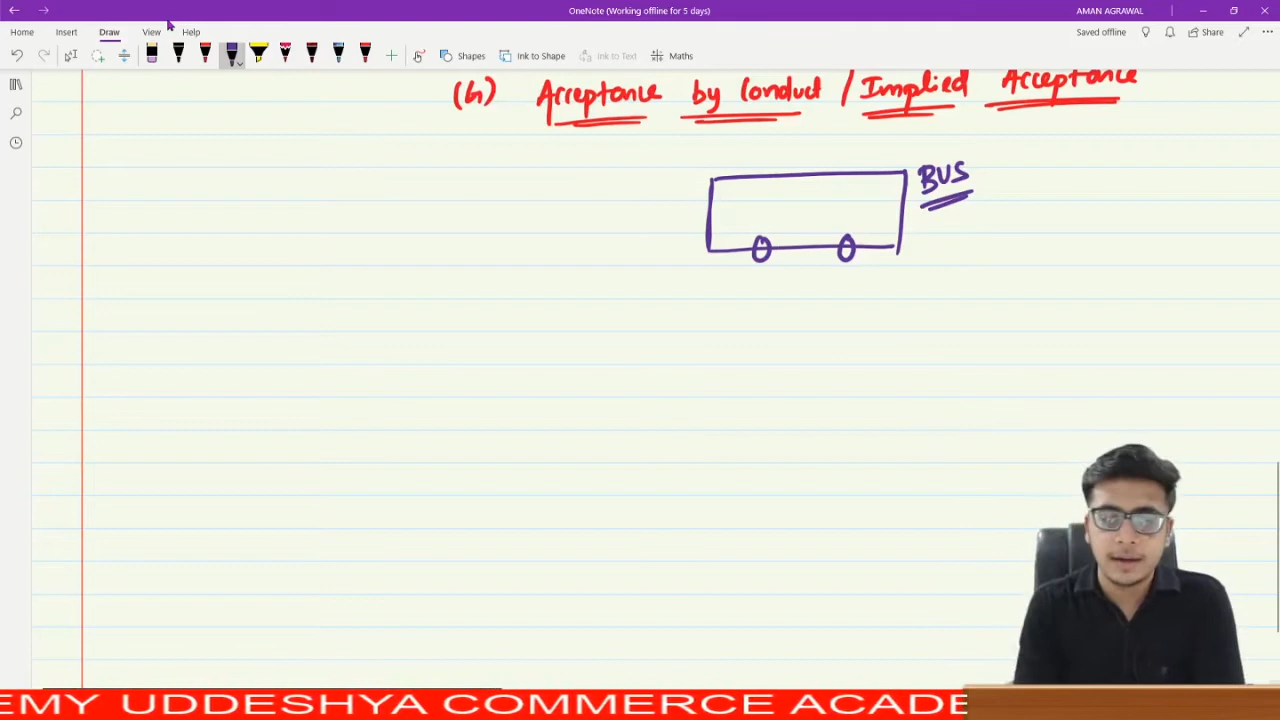 OneNote (Working offline for 5 days)
AMAN AGRAWAL
Home Insert Draw View Help
Saved offline
Share
Shapes
Ink to Shape
Ink to Text
Maths
(G) Acceptance by Conduct / Implied Acceptance
BUS
EMY UDDESHYA COMMERCE ACADE